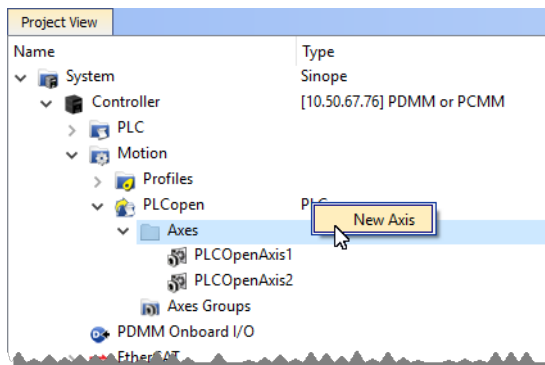 Project View
Name Type
System Sinope
Controller [10.50.67.76] PDMM or PCMM
PLC
Motion
Profiles
PLCopen
New Axis
Axes
PLCOpenAxis1
PLCOpenAxis2
Axes Groups
PDMM Onboard I/O
EtherCAT